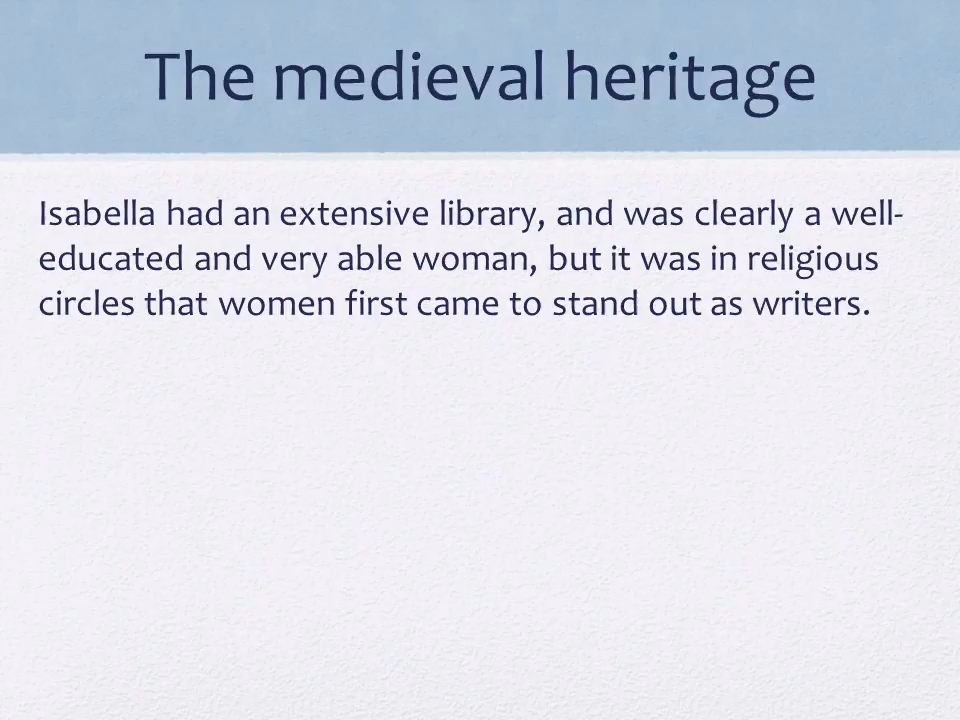 The medieval heritage
Isabella had an extensive library, and was clearly a well-
educated and very able woman, but it was in religious
circles that women first came to stand out as writers.